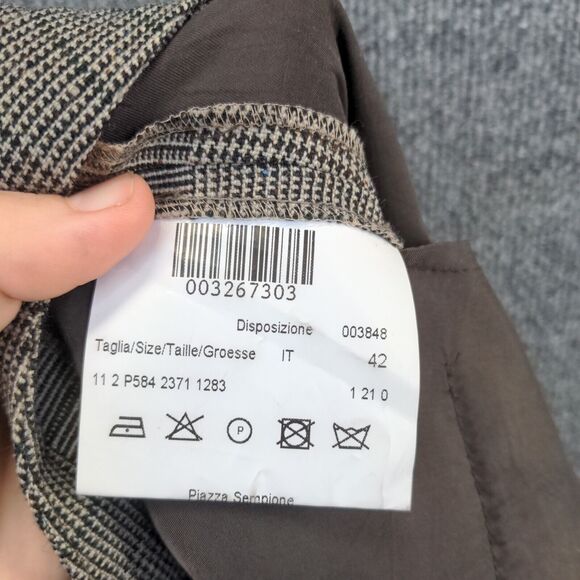 003267303
Disposizione 003848
Taglia/Size/Taille/Groesse IT 42
11 2 P584 2371 1283 1 21 0
P
Piazza Sempione